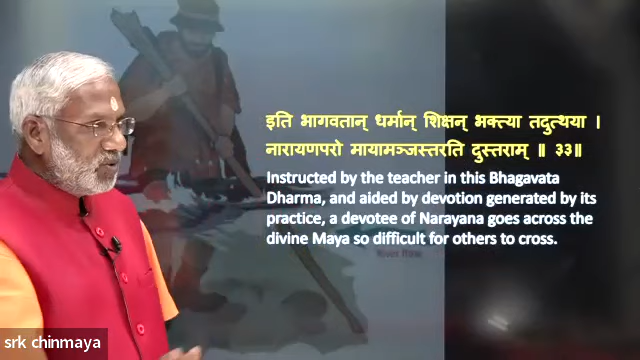 इति भागवतान् धर्मान् शिक्षन् भक्त्या तदुत्थया ।
नारायणपरो मायामञ्जस्तरति दुस्तराम् ॥ ३३॥
Instructed by the teacher in this Bhagavata
Dharma, and aided by devotion generated by its
practice, a devotee of Narayana goes across the
divine Maya so difficult for others to cross.
srk chinmaya